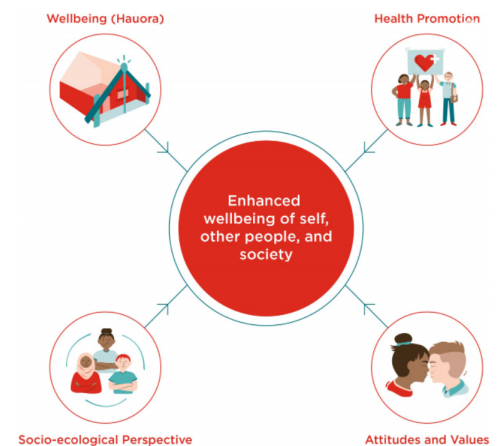 Wellbeing (Hauora)
Health Promotion
Enhanced
wellbeing of self,
other people, and
society
Socio-ecological Perspective
Attitudes and Values